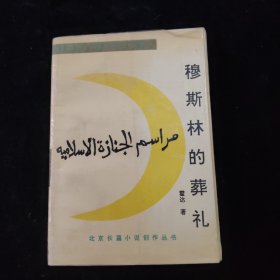 穆斯林的葬礼
مراسم الجنازة الاسلامية
霍达 著
北京长篇小说创作丛书